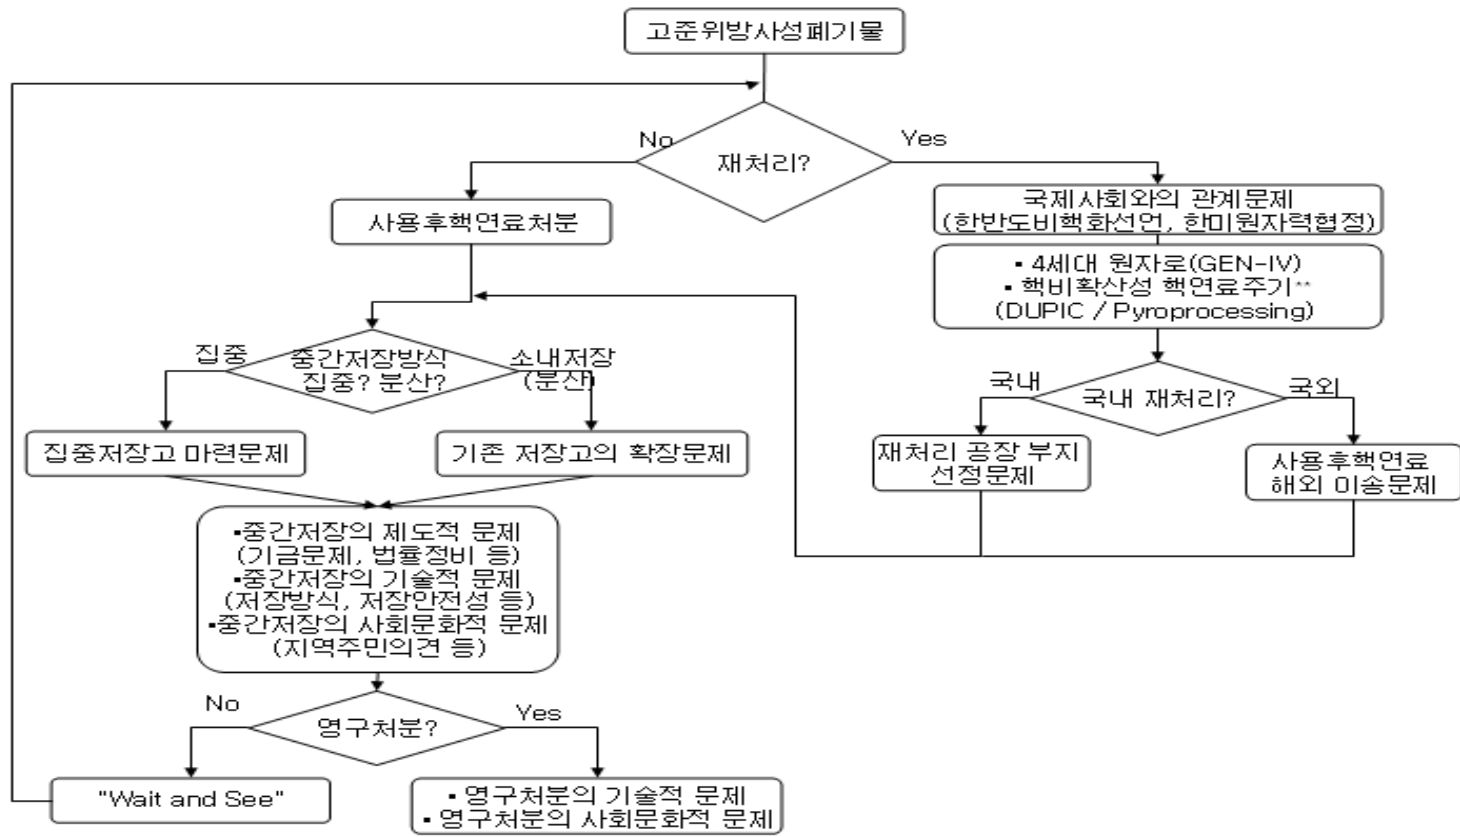 고준위방사성폐기물
No
Yes
재처리?
사용후핵연료처분
국제사회와의 관계문제
(한반도비핵화선언, 한미원자력협정)
▪ 4세대 원자로(GEN-IV)
▪ 핵비확산성 핵연료주기**
(DUPIC / Pyroprocessing)
집중
중간저장방식
집중? 분산?
소내저장
(분산)
국내
국내 재처리?
국외
집중저장고 마련문제
기존 저장고의 확장문제
재처리 공장 부지
선정문제
사용후핵연료
해외 이송문제
▪중간저장의 제도적 문제
(기금문제, 법률정비 등)
▪중간저장의 기술적 문제
(저장방식, 저장안전성 등)
▪중간저장의 사회문화적 문제
(지역주민의견 등)
No
영구처분?
Yes
"Wait and See"
▪ 영구처분의 기술적 문제
▪ 영구처분의 사회문화적 문제